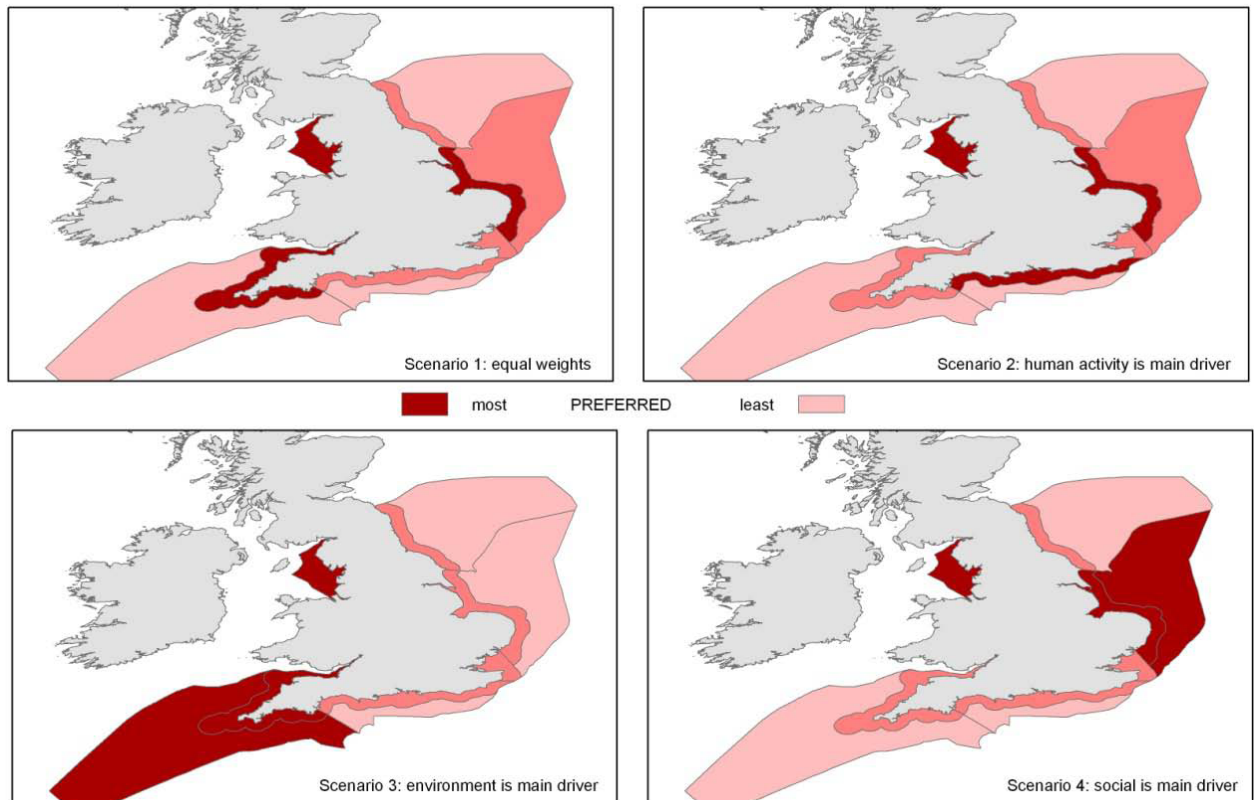 Scenario 1: equal weights
Scenario 2: human activity is main driver
most PREFERRED least
Scenario 3: environment is main driver
Scenario 4: social is main driver